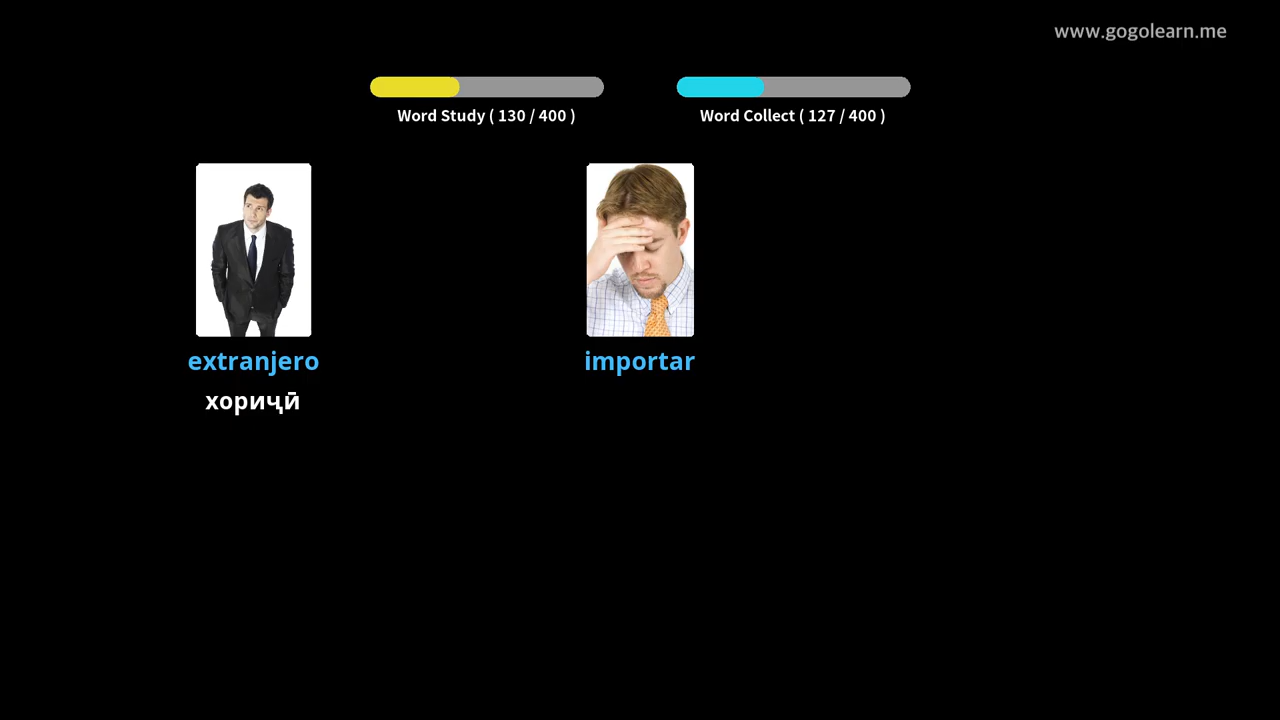 www.gogolearn.me
Word Study ( 130 / 400 )
Word Collect ( 127 / 400 )
extranjero
importar
хориҷӣ